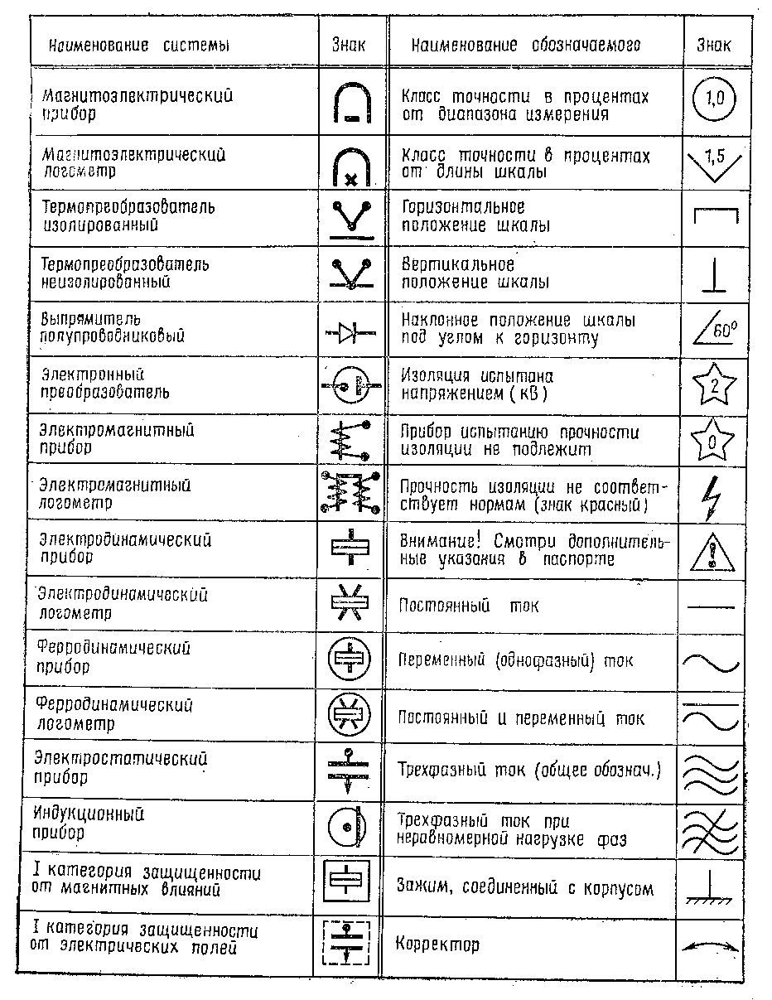 Наименование системы
Знак
Наименование обозначаемого
Знак
Магнитоэлектрический
прибор
Класс точности в процентах
от диапазона измерения
1,0
Магнитоэлектрический
логометр
Класс точности в процентах
от длины шкалы
1,5
Термопреобразователь
изолированный
Горизонтальное
положение шкалы
Термопреобразователь
неизолированный
Вертикальное
положение шкалы
Выпрямитель
полупроводниковый
Наклонное положение шкалы
под углом к горизонту
60°
Электронный
преобразователь
Изоляция испытана
напряжением (кВ)
2
Электромагнитный
прибор
Прибор испытанию прочности
изоляции не подлежит
0
Электромагнитный
логометр
Прочность изоляции не соответ-
ствует нормам (знак красный)
Электродинамический
прибор
Внимание! Смотри дополнитель-
ные указания в паспорте
!
Электродинамический
логометр
Постоянный ток
Ферродинамический
прибор
Переменный (однофазный) ток
Ферродинамический
логометр
Постоянный и переменный ток
Электростатический
прибор
Трехфазный ток (общее обознач.)
Индукционный
прибор
Трехфазный ток при
неравномерной нагрузке фаз
I категория защищенности
от магнитных влияний
Зажим, соединенный с корпусом
I категория защищенности
от электрических полей
Корректор